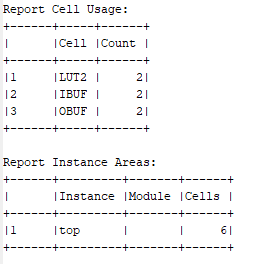 Report Cell Usage:
+------+-----+------+
|      |Cell |Count |
+------+-----+------+
|1     |LUT2 |     2|
|2     |IBUF |     2|
|3     |OBUF |     2|
+------+-----+------+
Report Instance Areas:
+------+---------+-------+------+
|      |Instance |Module |Cells |
+------+---------+-------+------+
|1     |top      |       |     6|
+------+---------+-------+------+